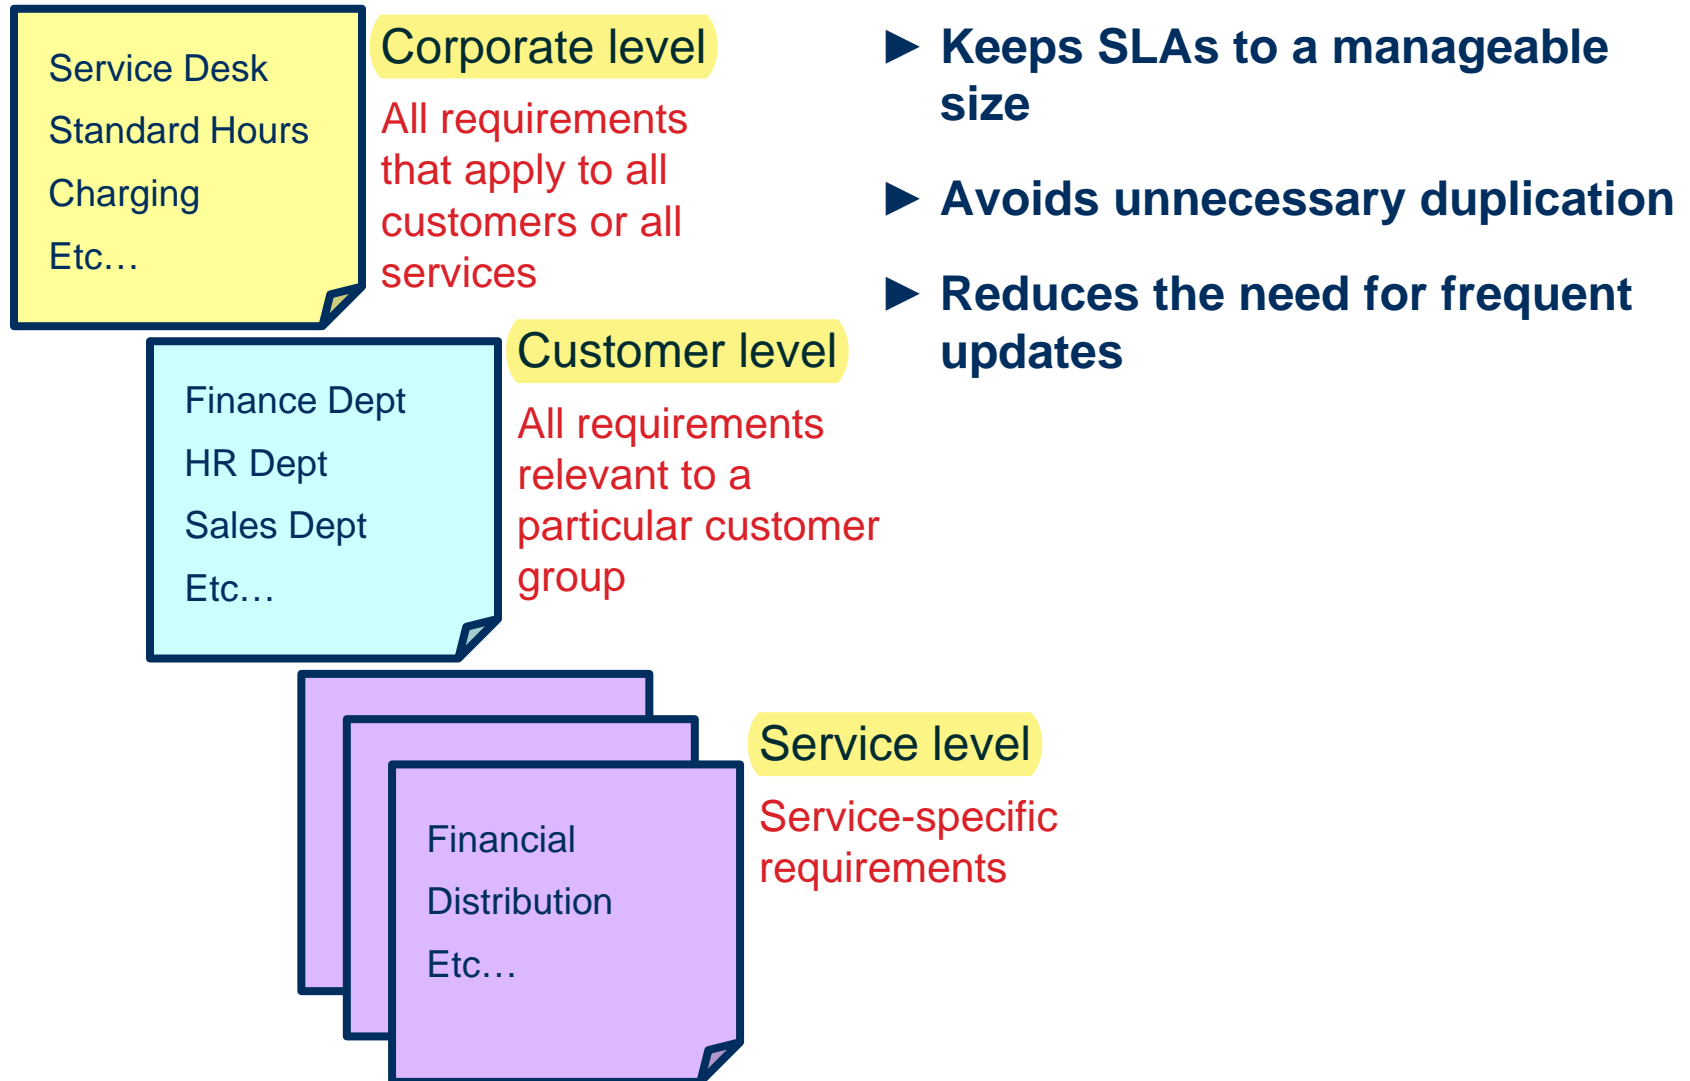 Service Desk
Standard Hours
Charging
Etc…
Corporate level
All requirements
that apply to all
customers or all
services
► Keeps SLAs to a manageable
size
► Avoids unnecessary duplication
► Reduces the need for frequent
updates
Finance Dept
HR Dept
Sales Dept
Etc…
Customer level
All requirements
relevant to a
particular customer
group
Financial
Distribution
Etc…
Service level
Service-specific
requirements